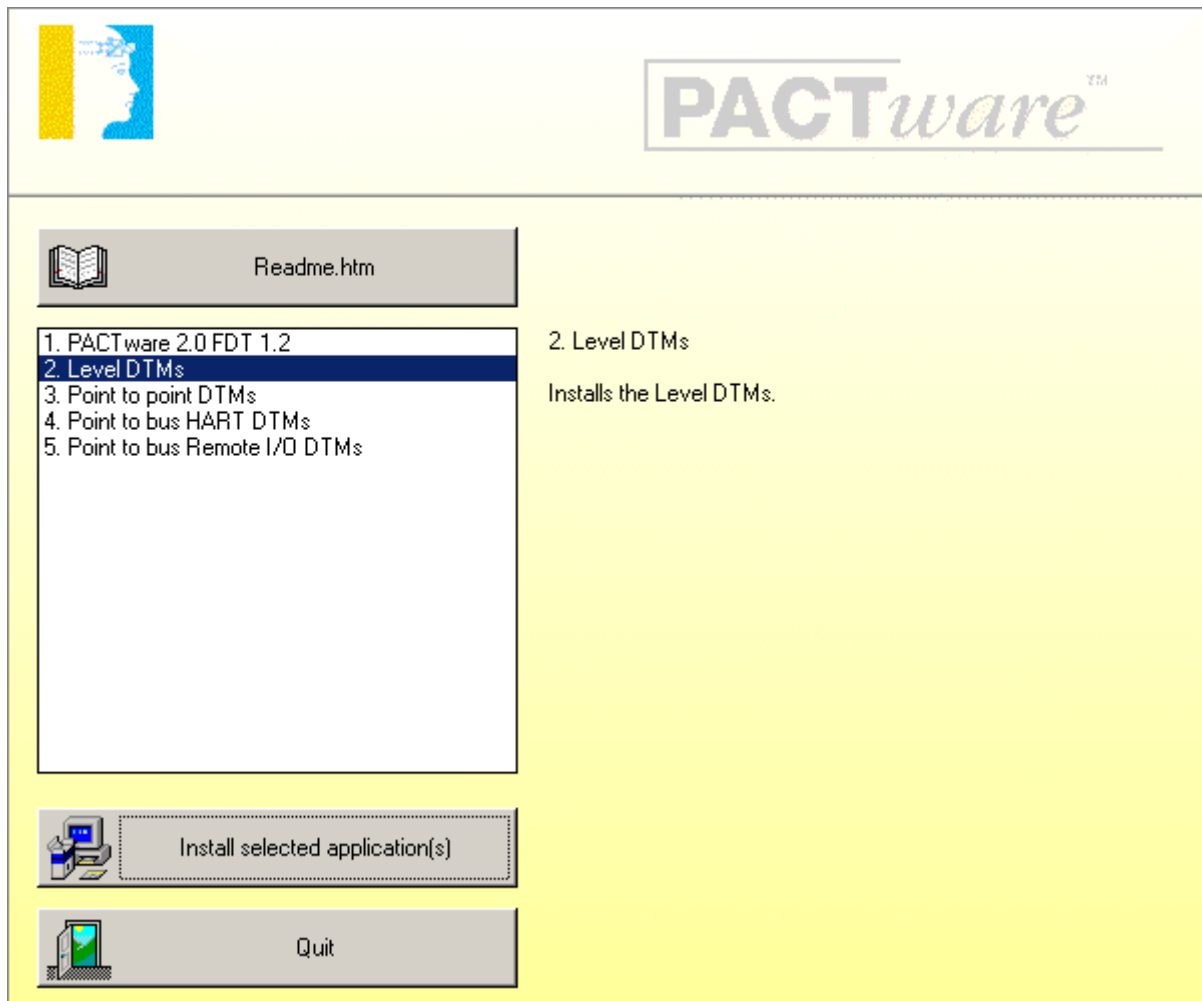 PACTware™
Readme.htm
1. PACTware 2.0 FDT 1.2
2. Level DTMs
3. Point to point DTMs
4. Point to bus HART DTMs
5. Point to bus Remote I/O DTMs
2. Level DTMs
Installs the Level DTMs.
Install selected application(s)
Quit